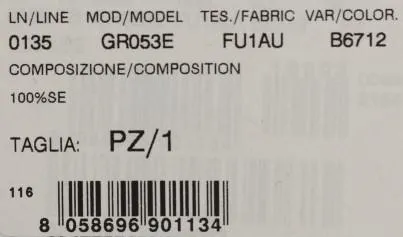 LN/LINE MOD/MODEL TES./FABRIC VAR/COLOR.
0135 GR053E FU1AU B6712
COMPOSIZIONE/COMPOSITION
100%SE
TAGLIA: PZ/1
116
8 058696 901134